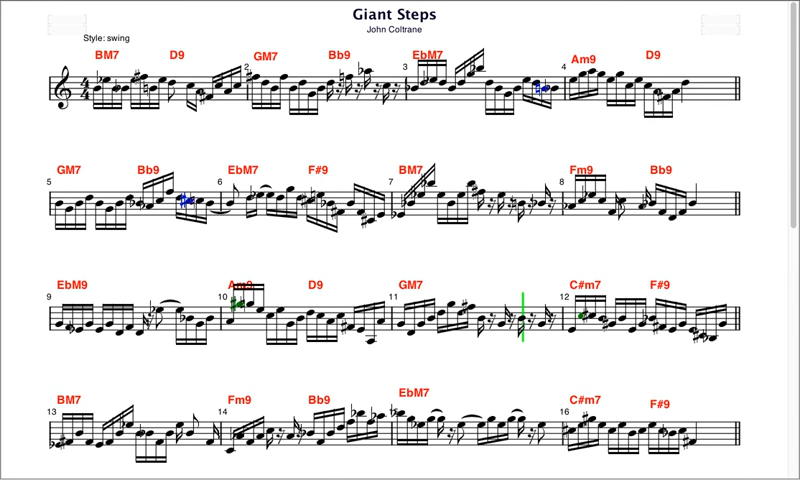 Giant Steps
John Coltrane
Style: swing
BM7 D9 GM7 Bb9 EbM7 Am9 D9
4 4 2 3 4
GM7 Bb9 EbM7 F#9 BM7 Fm9 Bb9
5 6 7 8
EbM9 Am9 D9 GM7 C#m7 F#9
9 10 11 12
BM7 Fm9 Bb9 EbM7 C#m7 F#9
13 14 15 16